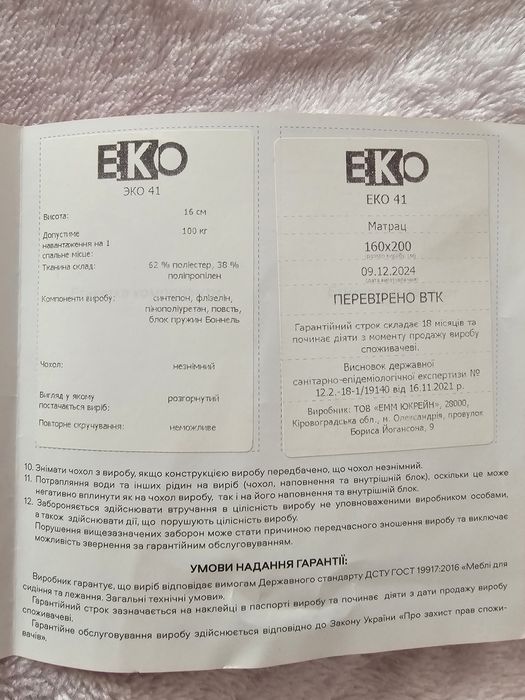 ЕКО
ЭКО 41
Висота: 16 см
Допустиме навантаження на 1 спальне місце: 100 кг
Тканина склад: 62 % поліестер, 38 % поліпропілен
Компоненти виробу: синтепон, флізелін, пінополіуретан, повсть, блок пружин Боннель
Чохол: незнімний
Вигляд у якому постачається виріб: розгорнутий
Повторне скручування: неможливе
ЕКО
ЕКО 41
Матрац
160х200
09.12.2024
ПЕРЕВІРЕНО ВТК
Гарантійний строк складає 18 місяців та
починає діяти з моменту продажу виробу
споживачеві.
Висновок державної
санітарно-епідеміологічної експертизи №
12.2.-18-1/19140 від 16.11.2021 р.
Виробник: ТОВ «ЕММ ЮКРЕЙН», 28000,
Кіровоградська обл., м. Олександрія, провулок
Бориса Йогансона, 9
10. Знімати чохол з виробу, якщо конструкцією виробу передбачено, що чохол незнімний.
11. Потрапляння води та інших рідин на виріб (чохол, наповнення та внутрішній блок), оскільки це може
негативно вплинути як на чохол виробу, так і на його наповнення та внутрішній блок.
12. Забороняється здійснювати втручання в цілісність виробу не уповноваженими виробником особами,
а також здійснювати дії, що порушують цілісність виробу.
Порушення вищезазначених заборон може стати причиною передчасного зношення виробу та виключає
можливість звернення за гарантійним обслуговуванням.
УМОВИ НАДАННЯ ГАРАНТІЇ:
Виробник гарантує, що виріб відповідає вимогам Державного стандарту ДСТУ ГОСТ 19917:2016 «Меблі для
сидіння та лежання. Загальні технічні умови».
Гарантійний строк зазначається на наклейці в паспорті виробу та починає діяти з дати продажу виробу
споживачеві.
Гарантійне обслуговування виробу здійснюється відповідно до Закону України «Про захист прав спожи-
вачів».